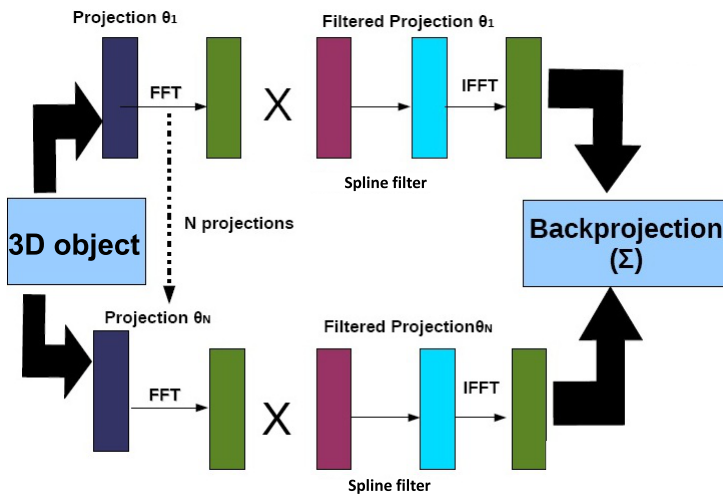 Projection θ₁
Filtered Projection θ₁
FFT
X
IFFT
Spline filter
N projections
3D object
Backprojection
(Σ)
Projection θN
Filtered ProjectionθN
FFT
X
IFFT
Spline filter